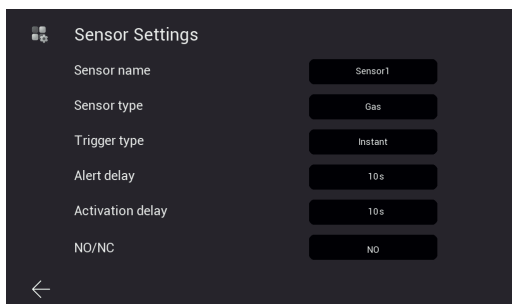 Sensor Settings
Sensor name Sensor1
Sensor type Gas
Trigger type Instant
Alert delay 10s
Activation delay 10s
NO/NC NO